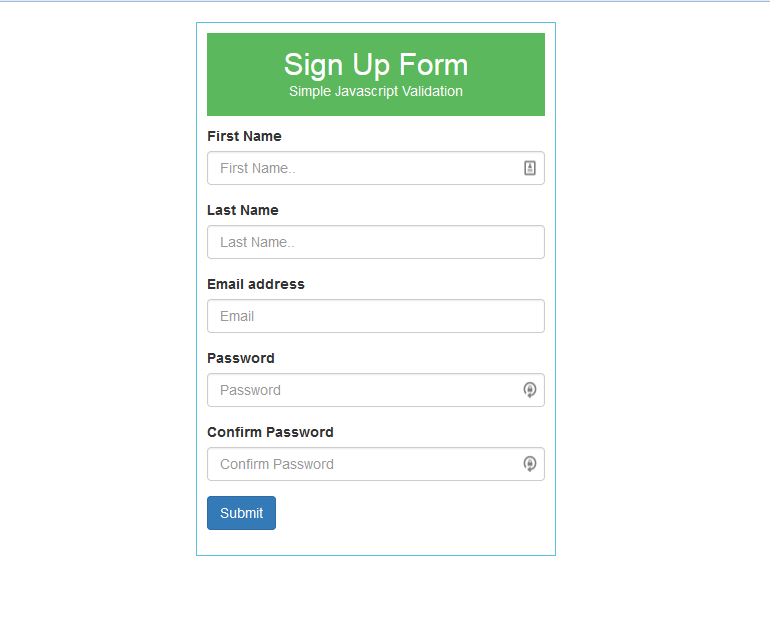 Sign Up Form
Simple Javascript Validation
First Name
First Name..
Last Name
Last Name..
Email address
Email
Password
Password
Confirm Password
Confirm Password
Submit